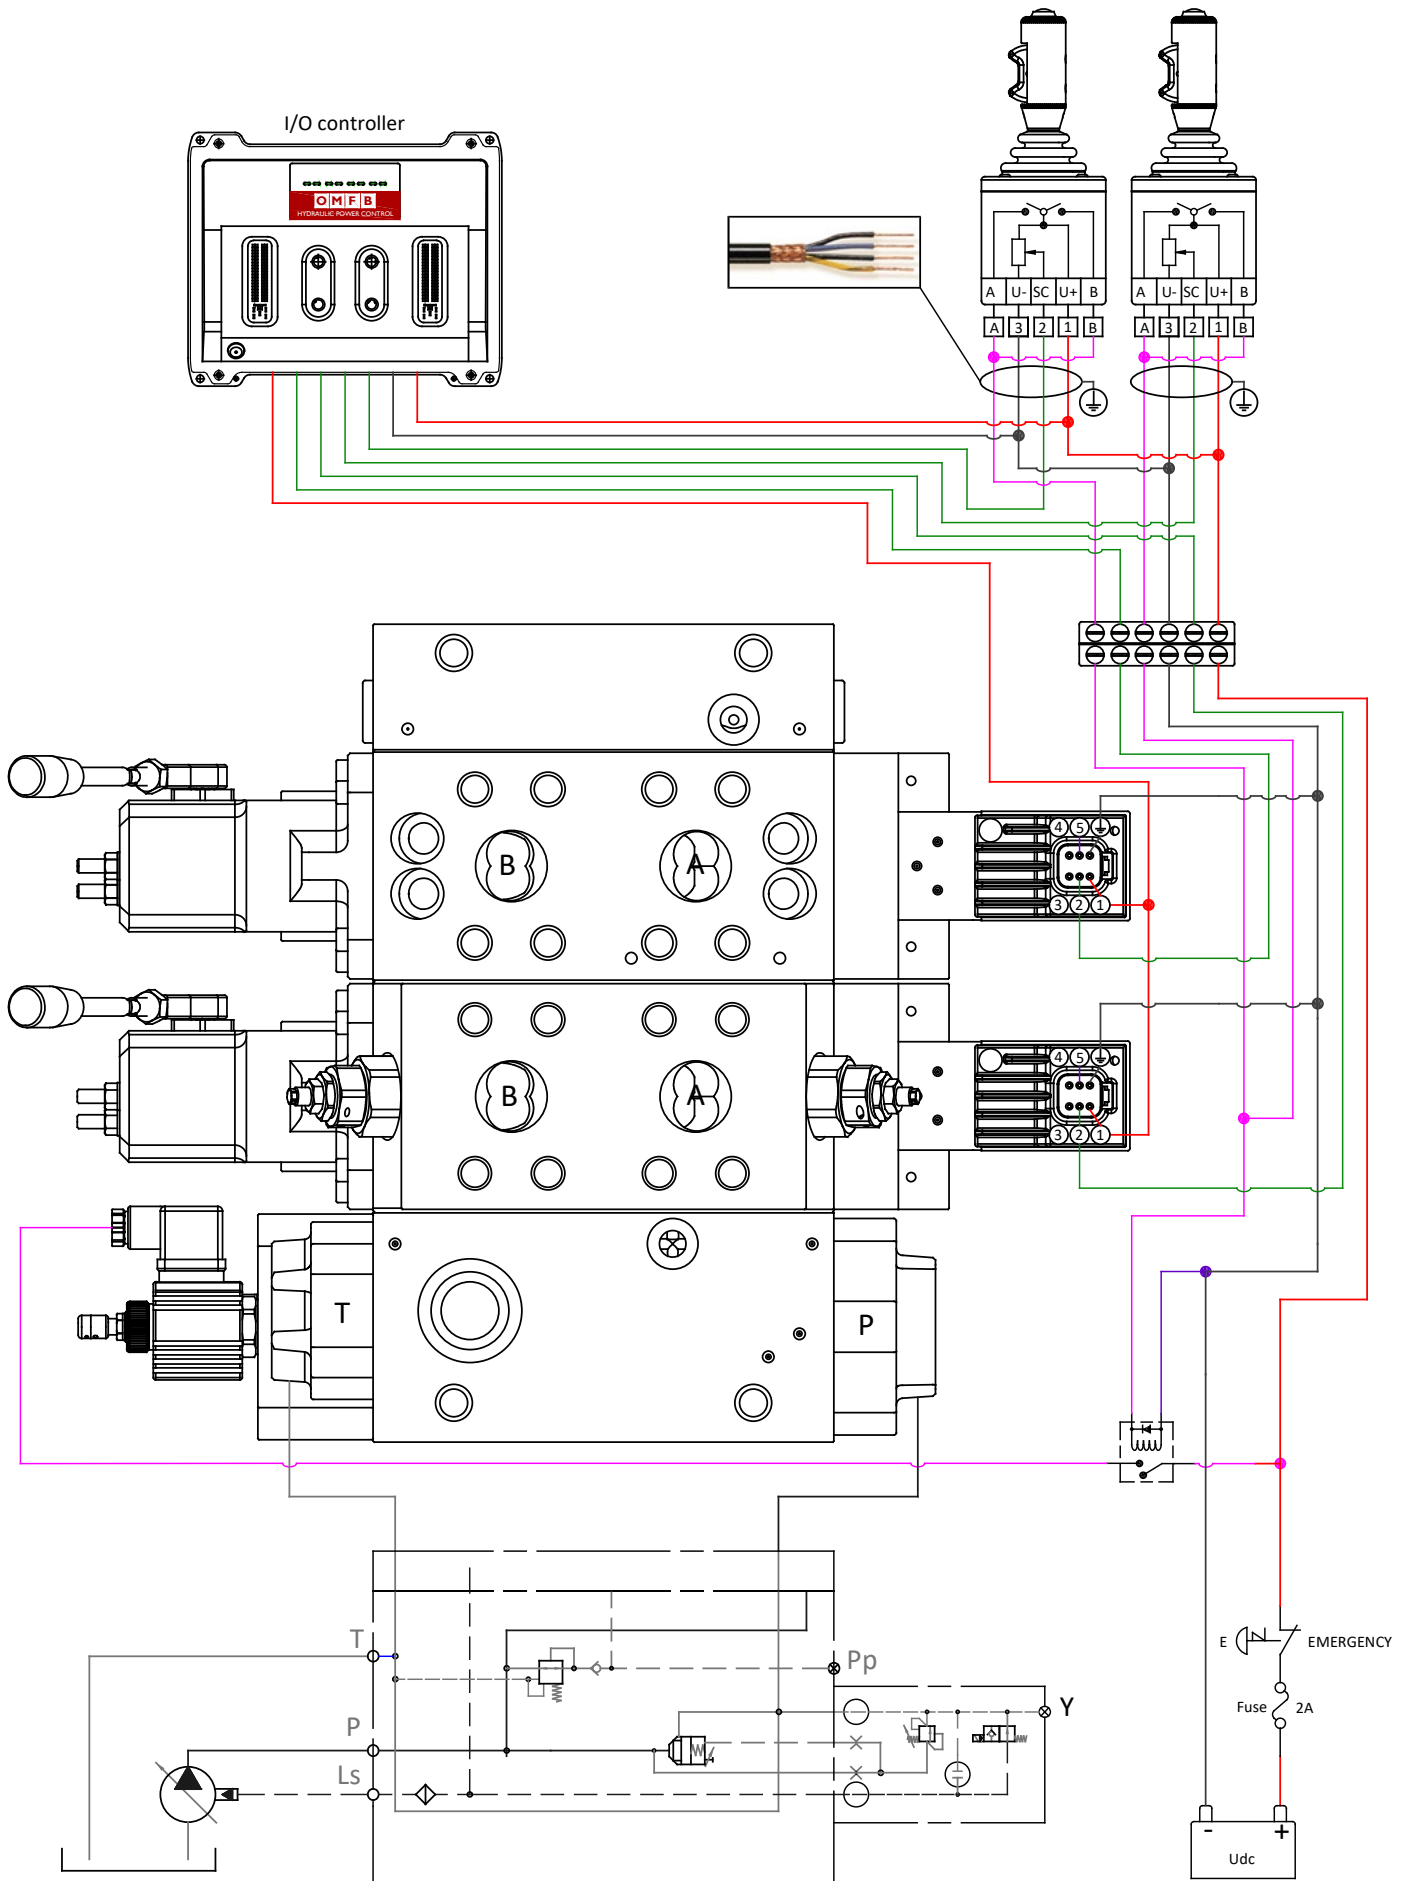 I/O controller
OMFB
HYDRAULIC POWER CONTROL
A U- SC U+ B
A U- SC U+ B
A 3 2 1 B
A 3 2 1 B
B A
4 5
3 2 1
B A
4 5
3 2 1
T P
T
Pp
P
Y
Ls
E EMERGENCY
Fuse 2A
- +
Udc